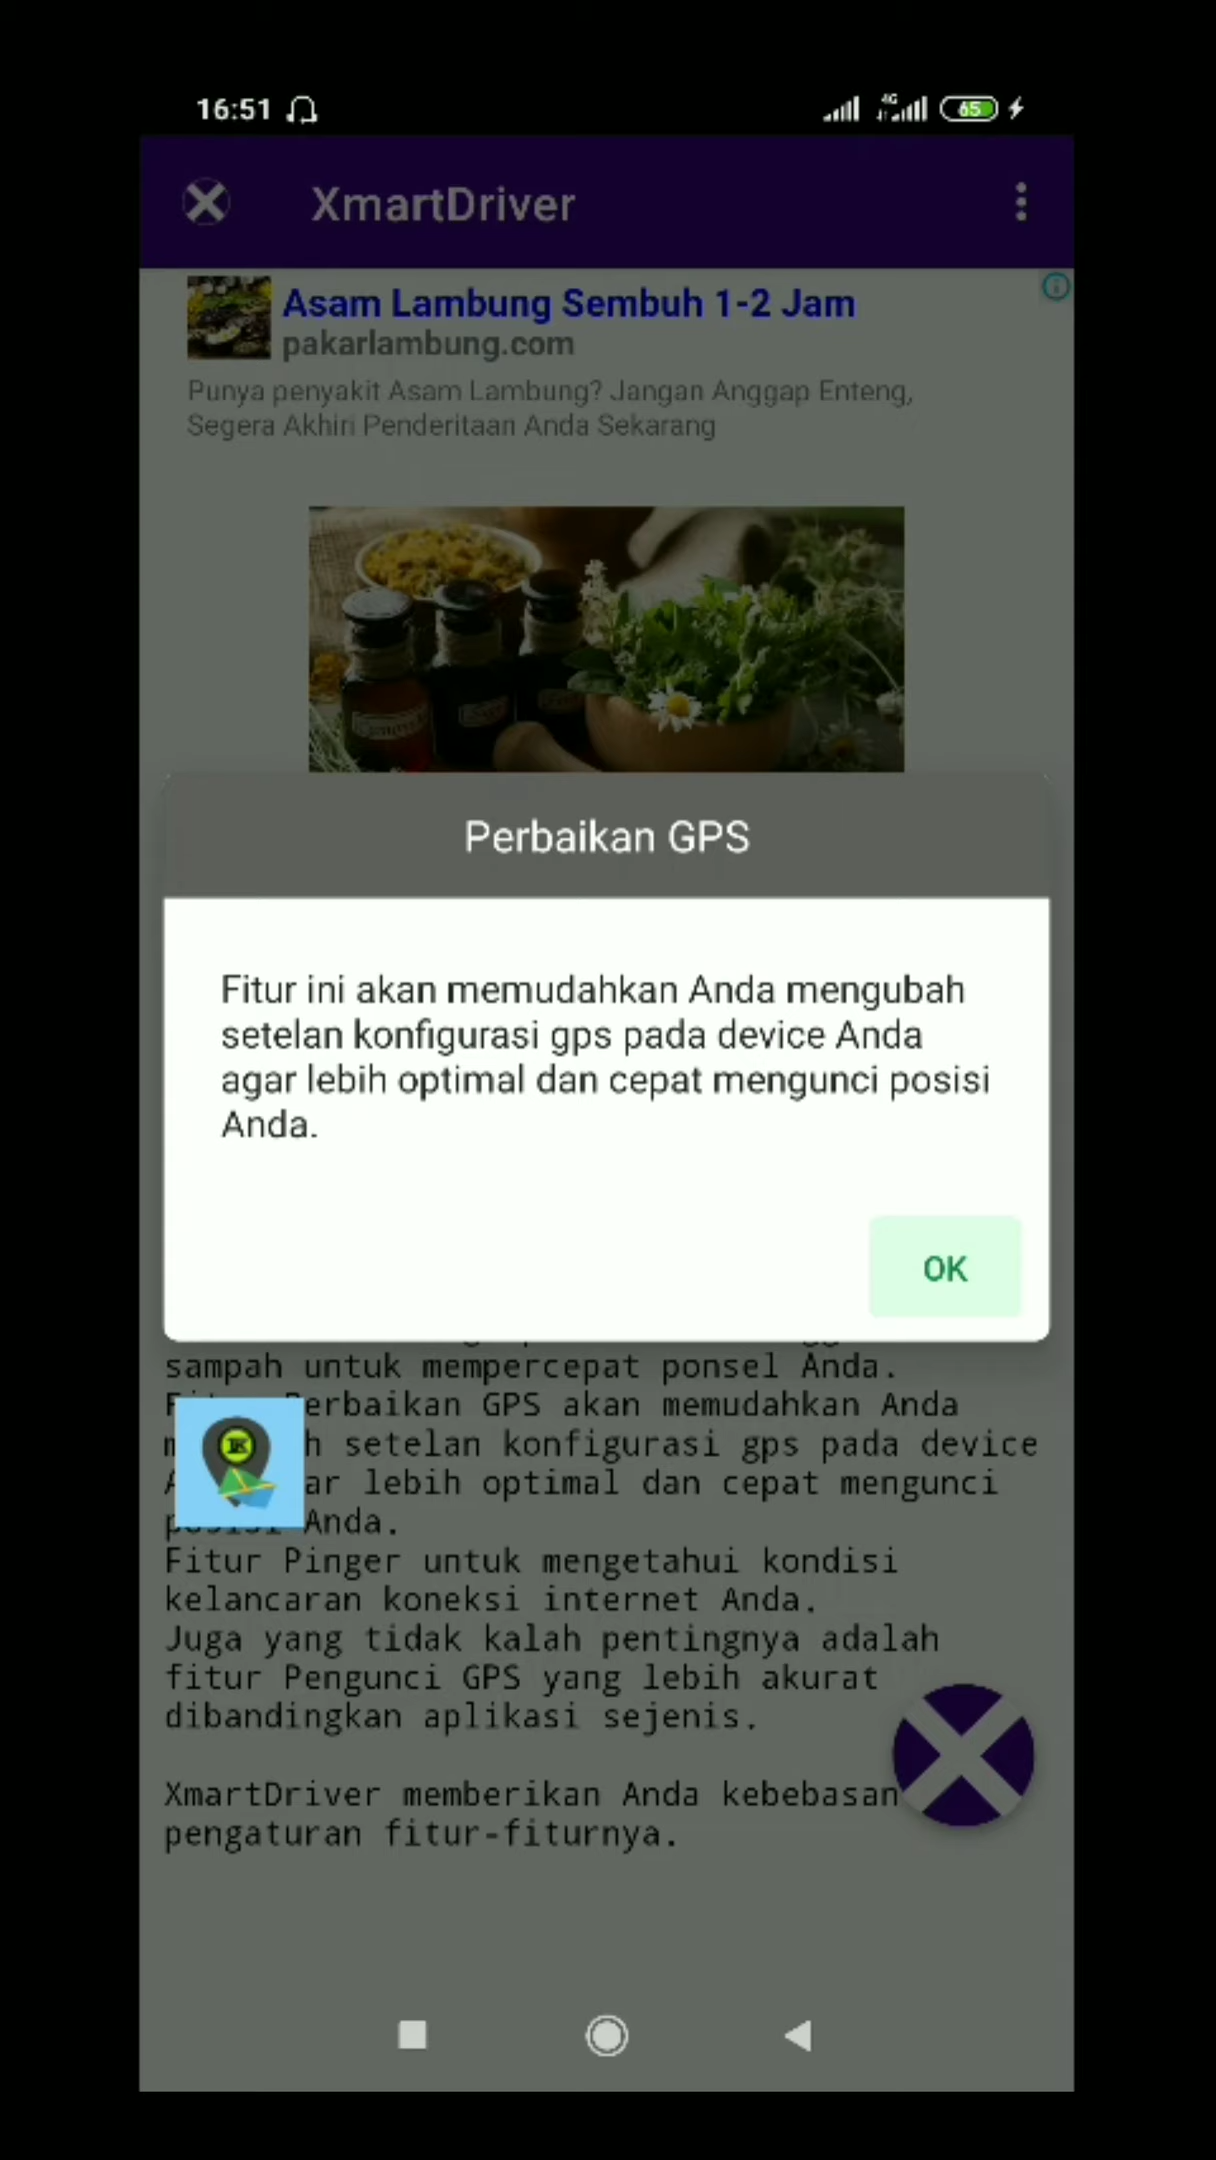 16:51
4G
65
XmartDriver
Asam Lambung Sembuh 1-2 Jam
pakarlambung.com
Punya penyakit Asam Lambung? Jangan Anggap Enteng,
Segera Akhiri Penderitaan Anda Sekarang
Perbaikan GPS
Fitur ini akan memudahkan Anda mengubah
setelan konfigurasi gps pada device Anda
agar lebih optimal dan cepat mengunci posisi
Anda.
OK
sampah untuk mempercepat ponsel Anda.
erbaikan GPS akan memudahkan Anda
h setelan konfigurasi gps pada device
ar lebih optimal dan cepat mengunci
Anda.
Fitur Pinger untuk mengetahui kondisi
kelancaran koneksi internet Anda.
Juga yang tidak kalah pentingnya adalah
fitur Pengunci GPS yang lebih akurat
dibandingkan aplikasi sejenis.
XmartDriver memberikan Anda kebebasan
pengaturan fitur-fiturnya.